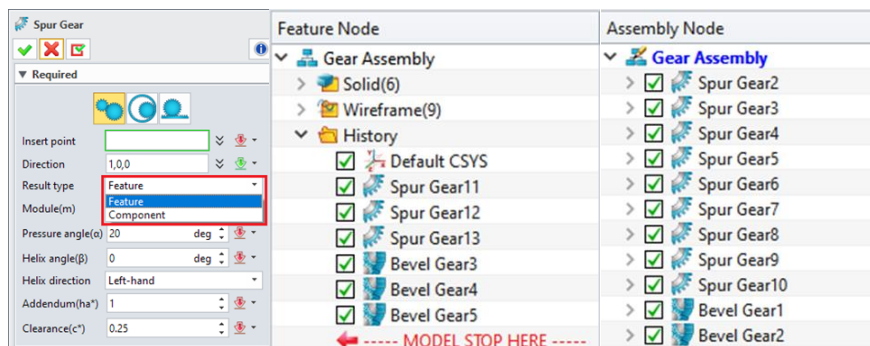 Spur Gear
Required
Insert point
Direction 1,0,0
Result type Feature
Feature
Module(m)
Component
Pressure angle(α) 20 deg
Helix angle(β) 0 deg
Helix direction Left-hand
Addendum(ha*) 1
Clearance(c*) 0.25
Feature Node
Gear Assembly
Solid(6)
Wireframe(9)
History
Default CSYS
Spur Gear11
Spur Gear12
Spur Gear13
Bevel Gear3
Bevel Gear4
Bevel Gear5
----- MODEL STOP HERE -----
Assembly Node
Gear Assembly
Spur Gear2
Spur Gear3
Spur Gear4
Spur Gear5
Spur Gear6
Spur Gear7
Spur Gear8
Spur Gear9
Spur Gear10
Bevel Gear1
Bevel Gear2